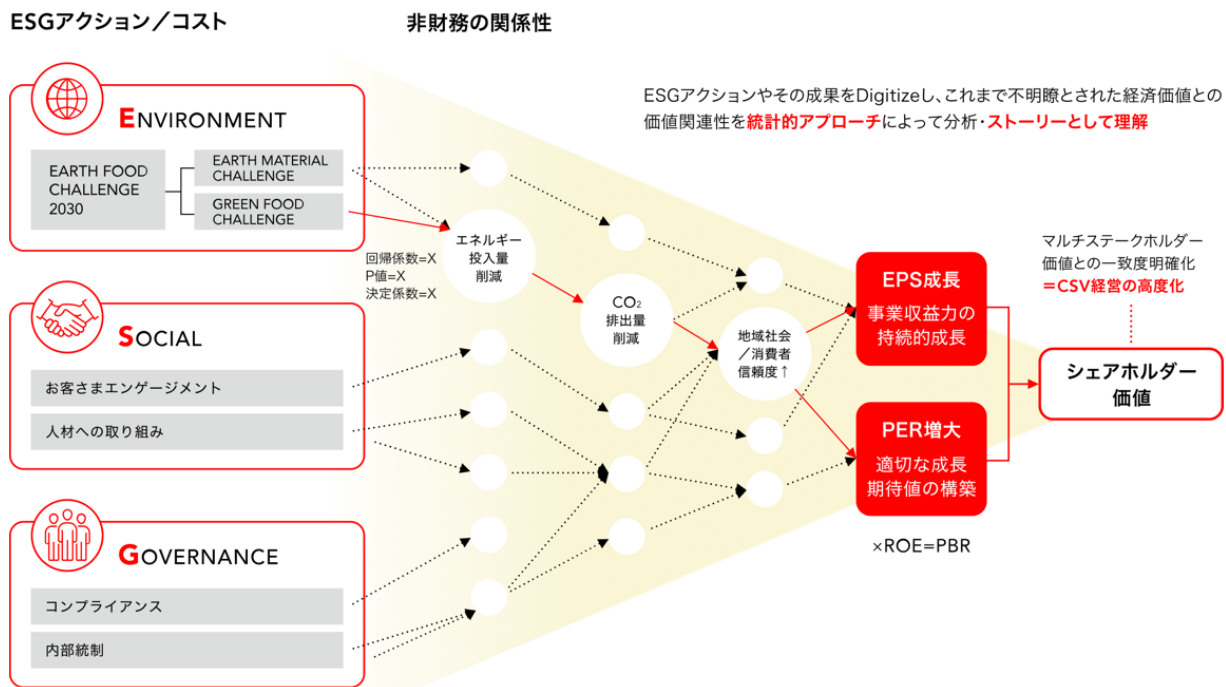 ESGアクション／コスト
非財務の関係性
ESGアクションやその成果をDigitizeし、これまで不明瞭とされた経済価値との
価値関連性を統計的アプローチによって分析・ストーリーとして理解
ENVIRONMENT
EARTH FOOD
CHALLENGE
2030
EARTH MATERIAL
CHALLENGE
GREEN FOOD
CHALLENGE
回帰係数=X
P値=X
決定係数=X
エネルギー
投入量
削減
CO₂
排出量
削減
地域社会
／消費者
信頼度↑
EPS成長
事業収益力の
持続的成長
PER増大
適切な成長
期待値の構築
×ROE=PBR
マルチステークホルダー
価値との一致度明確化
＝CSV経営の高度化
シェアホルダー
価値
SOCIAL
お客さまエンゲージメント
人材への取り組み
GOVERNANCE
コンプライアンス
内部統制